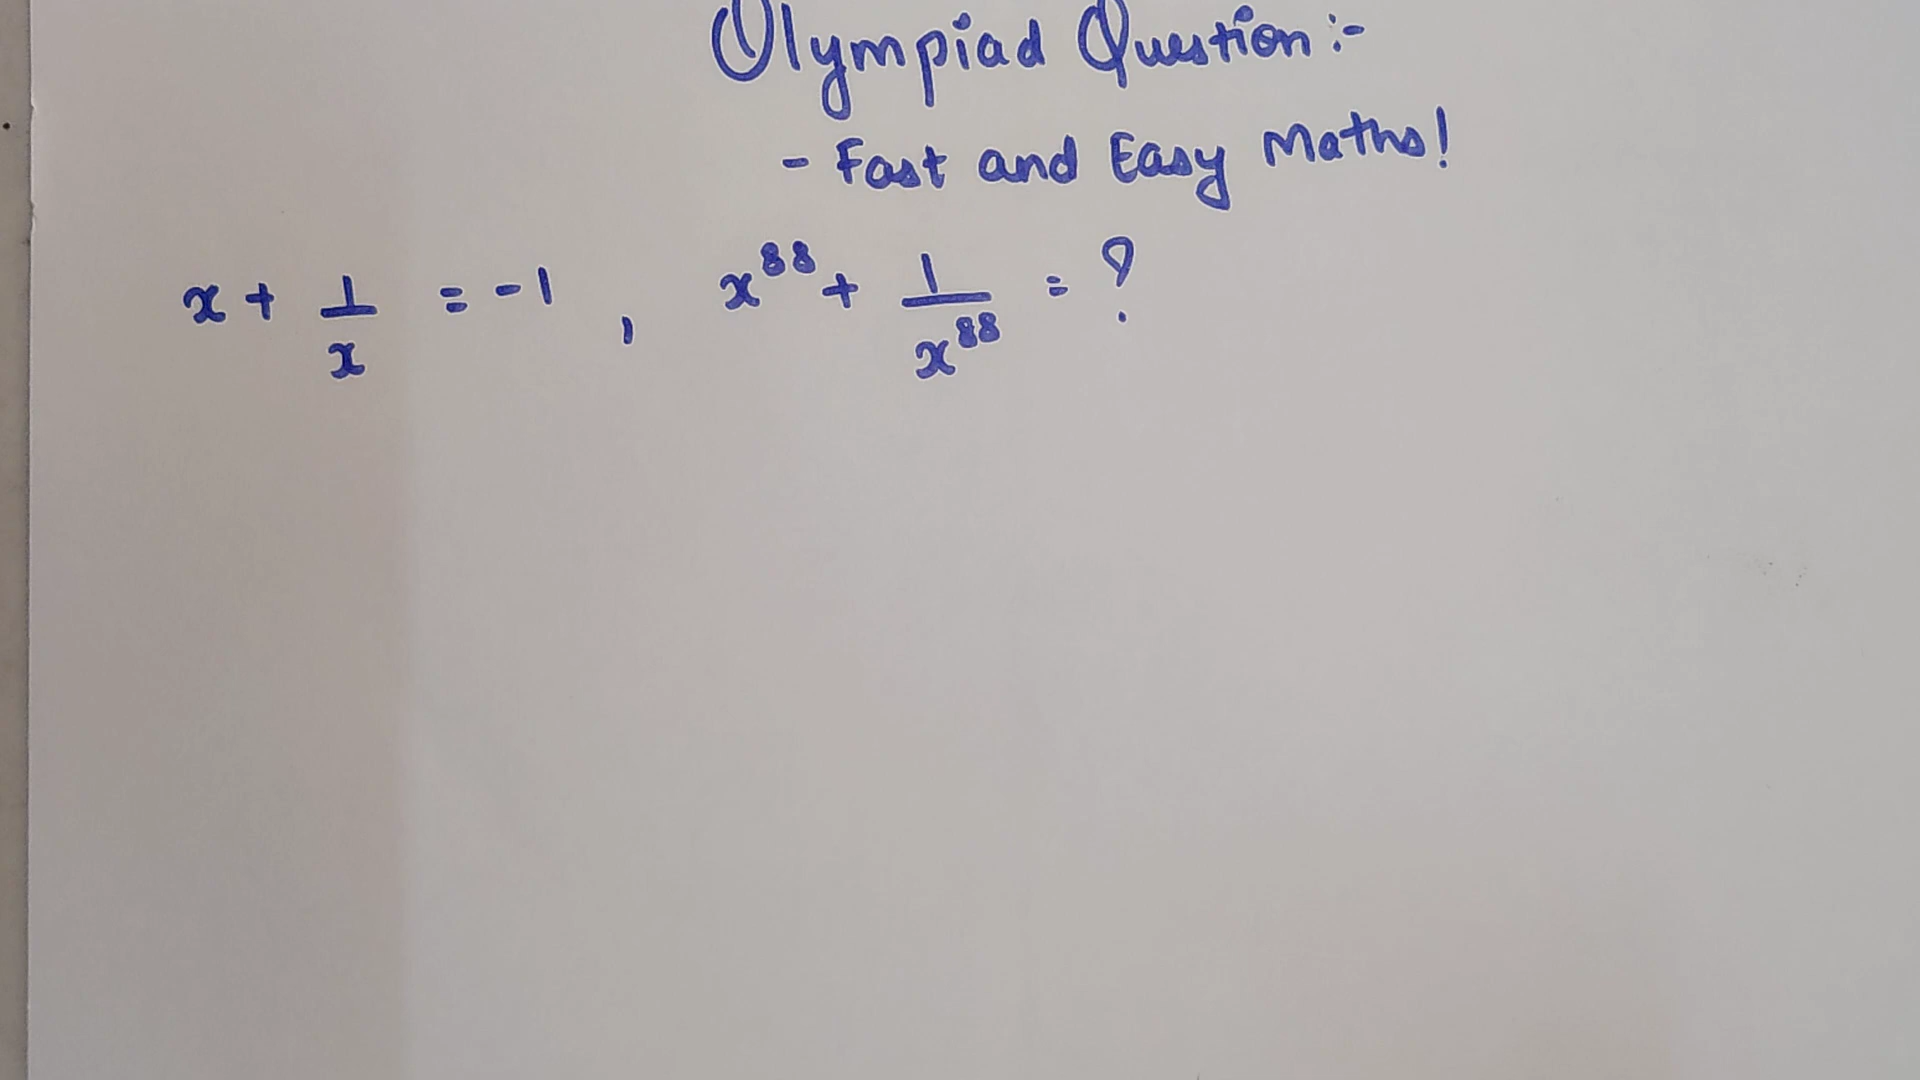 Olympiad Question :-
- Fast and Easy Maths!
x + 1/x = -1 , x^88 + 1/x^88 = ?